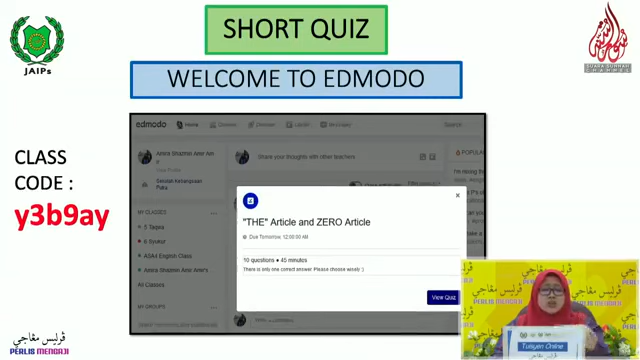 SHORT QUIZ
WELCOME TO EDMODO
JAIPs
CLASS
CODE :
y3b9ay
edmodo
Home
Search
Share your thoughts with other teachers
MY CLASSES
5 Taqwa
6 Syukur
ASA4 English Class
All Classes
MY GROUPS
"THE" Article and ZERO Article
Due Tomorrow, 12:00:00 AM
10 questions • 45 minutes
There is only one correct answer. Please choose wisely :)
View Quiz
ڤرليس مڠاجي
PERLIS MENGAJI
Tuisyen Online